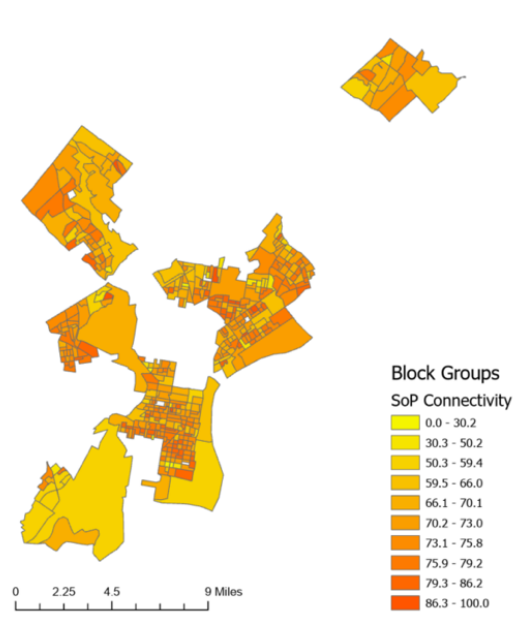 Block Groups
SoP Connectivity
0.0 - 30.2
30.3 - 50.2
50.3 - 59.4
59.5 - 66.0
66.1 - 70.1
70.2 - 73.0
73.1 - 75.8
75.9 - 79.2
79.3 - 86.2
86.3 - 100.0
0 2.25 4.5 9 Miles